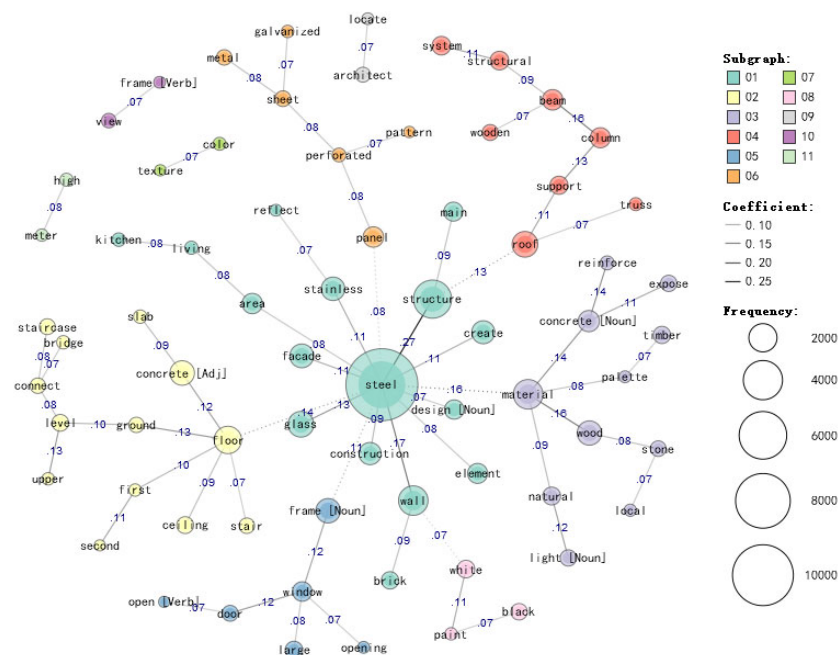 locate
galvanized
metal
.07
.07
system
.11
structural
.08
architect
frame [Verb]
.09
.07
sheet
beam
view
.08
.07
.16
wooden
column
color
pattern
.07
.07
perforated
.13
texture
high
.08
support
.08
reflect
main
.11
.07
truss
meter
kitchen
.08
living
panel
roof
.07
.09
.13
reinforce
.08
stainless
structure
.14
.11
expose
area
.08
concrete [Noun]
slab
.11
.27
create
timber
staircase
bridge
.08
.11
.14
.07
.09
facade
.11
palette
.08
.07
concrete [Adj]
steel
.16
.08
connect
.07
material
.08
.12
.14
.13
design [Noun]
.16
level
.10
ground
.13
floor
glass
.09
.08
wood
.08
stone
.13
.11
construction
.17
.09
.07
upper
first
.10
.09
.07
element
natural
local
.11
ceiling
stair
frame [Noun]
wall
.12
second
.07
light [Noun]
.12
.09
white
brick
open [Verb]
.07
.12
window
.11
black
door
.08
.07
paint
.07
large
opening
Subgraph:
01 07
02 08
03 09
04 10
05 11
06
Coefficient:
0.10
0.15
0.20
0.25
Frequency:
2000
4000
6000
8000
10000